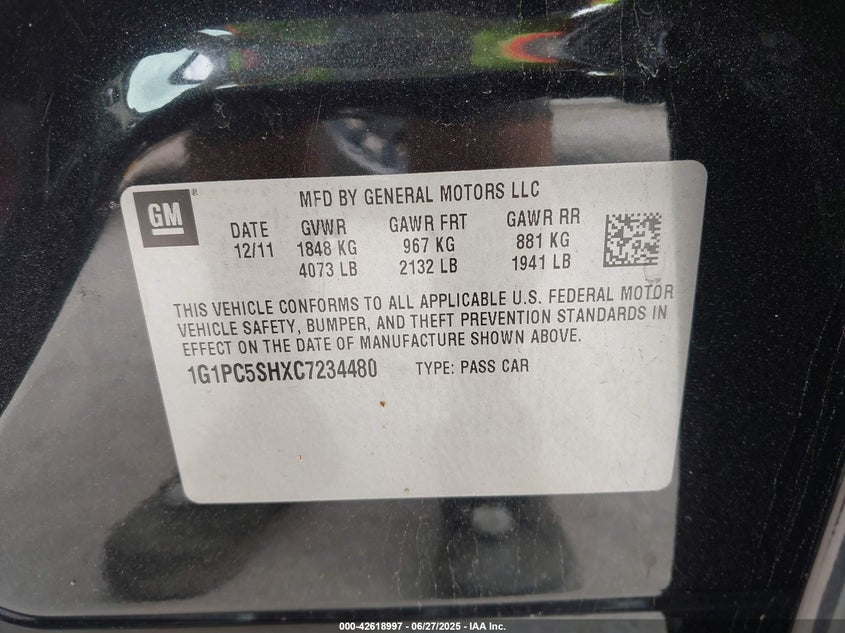 GM
MFD BY GENERAL MOTORS LLC
DATE GVWR GAWR FRT GAWR RR
12/11 1848 KG 967 KG 881 KG
4073 LB 2132 LB 1941 LB
THIS VEHICLE CONFORMS TO ALL APPLICABLE U.S. FEDERAL MOTOR
VEHICLE SAFETY, BUMPER, AND THEFT PREVENTION STANDARDS IN
EFFECT ON THE DATE OF MANUFACTURE SHOWN ABOVE.
1G1PC5SHXC7234480 TYPE: PASS CAR
000-42618997 - 06/27/2025 - IAA Inc.